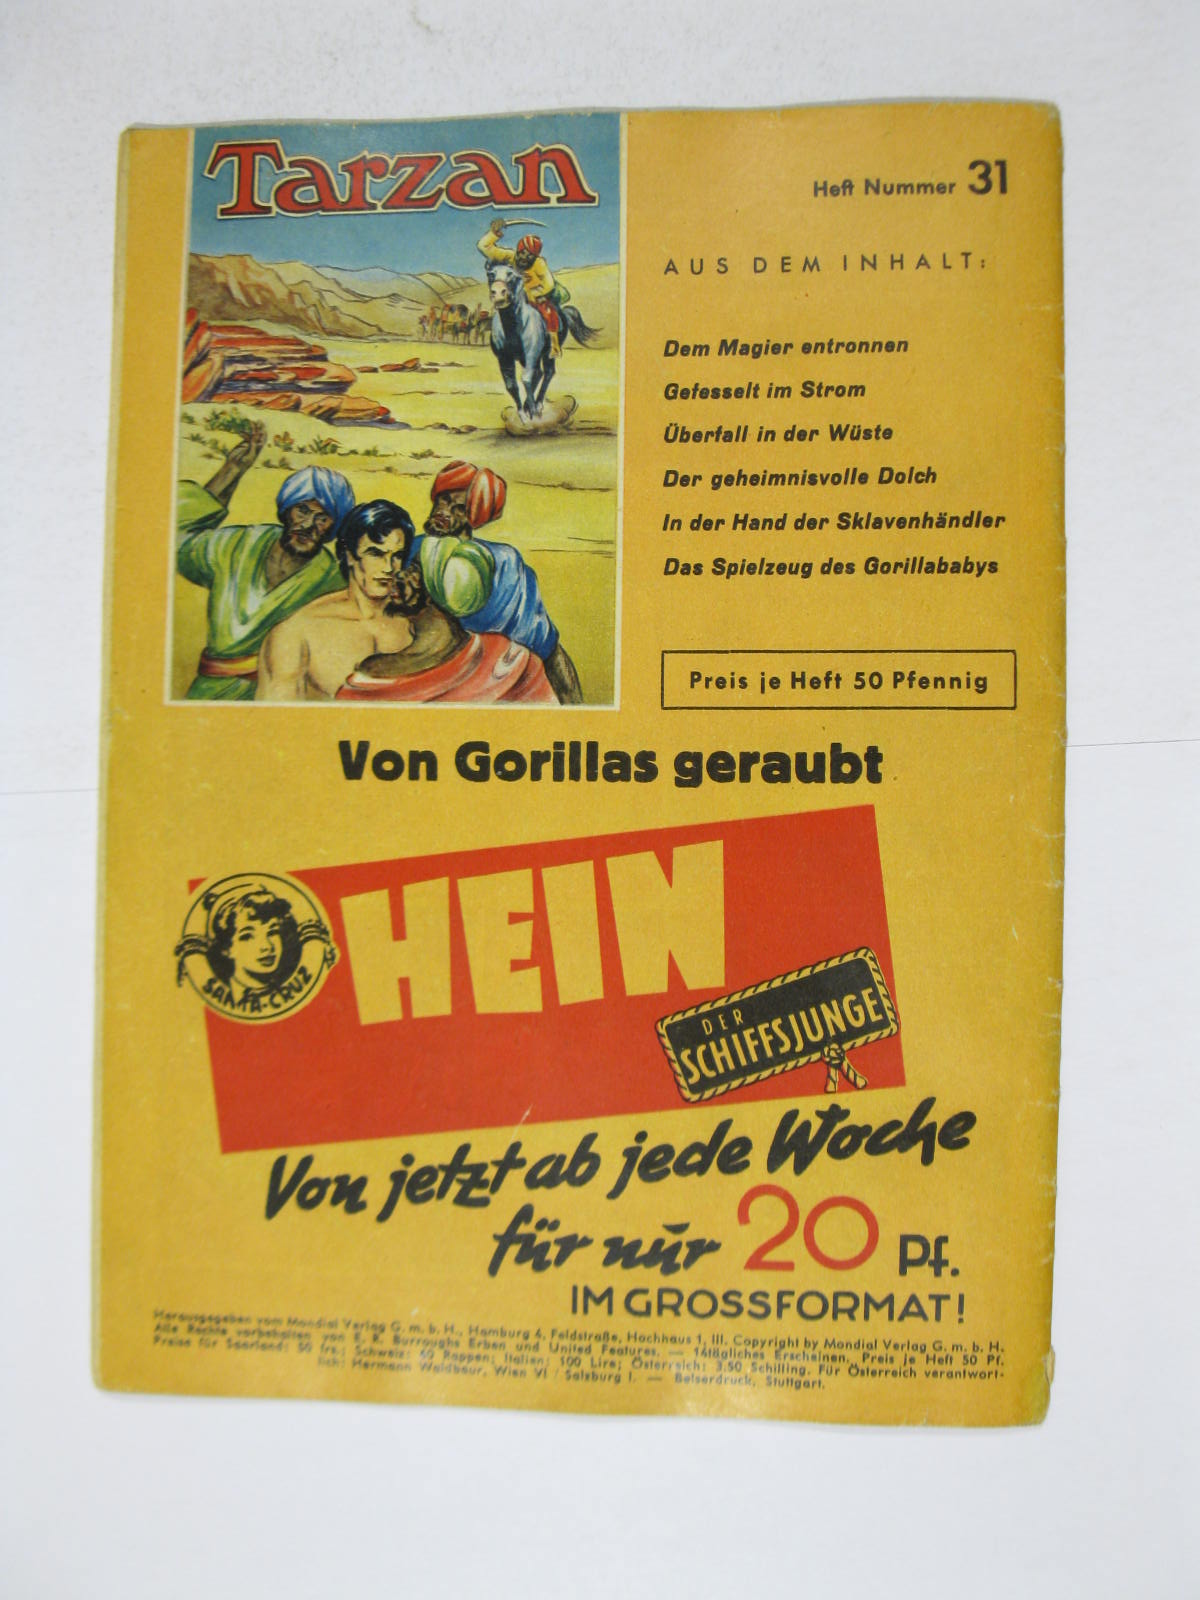 Tarzan
Heft Nummer 31
AUS DEM INHALT:
Dem Magier entronnen
Gefesselt im Strom
Überfall in der Wüste
Der geheimnisvolle Dolch
In der Hand der Sklavenhändler
Das Spielzeug des Gorillababys
Preis je Heft 50 Pfennig
Von Gorillas geraubt
SANTA-CRUZ
HEIN
DER
SCHIFFSJUNGE
Von jetzt ab jede Woche
für nur 20 Pf.
IM GROSSFORMAT!
Herausgegeben vom Mondial Verlag G. m. b. H., Hamburg 4, Feldstraße, Hochhaus 1, III. Copyright by Mondial Verlag G. m. b. H.
Alle Rechte vorbehalten von E. R. Burroughs Erben und United Features. — 14tägliches Erscheinen. Preis je Heft 50 Pf.
Preise für Saarland: 50 frs.; Schweiz: 60 Rappen; Italien: 100 Lire; Österreich: 3.50 Schilling. Für Österreich verantwort-
lich: Hermann Waldbaur, Wien VI / Salzburg I. — Belserdruck, Stuttgart.